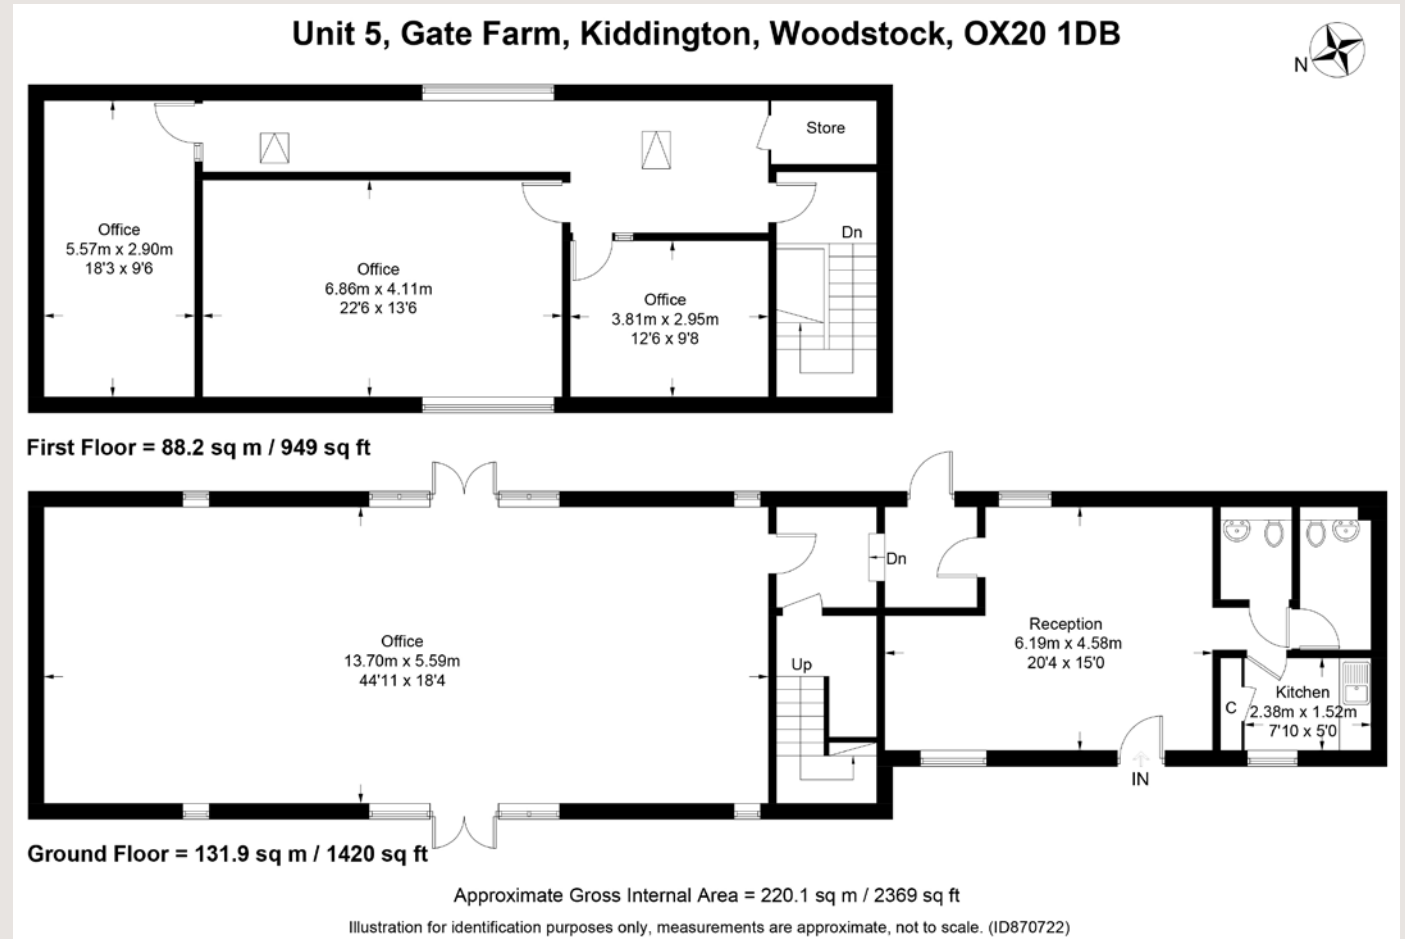 Unit 5, Gate Farm, Kiddington, Woodstock, OX20 1DB
N
Store
Office
5.57m x 2.90m
18'3 x 9'6
Dn
Office
6.86m x 4.11m
22'6 x 13'6
Office
3.81m x 2.95m
12'6 x 9'8
First Floor = 88.2 sq m / 949 sq ft
Dn
Office
13.70m x 5.59m
44'11 x 18'4
Up
Reception
6.19m x 4.58m
20'4 x 15'0
C
Kitchen
2.38m x 1.52m
7'10 x 5'0
IN
Ground Floor = 131.9 sq m / 1420 sq ft
Approximate Gross Internal Area = 220.1 sq m / 2369 sq ft
Illustration for identification purposes only, measurements are approximate, not to scale. (ID870722)